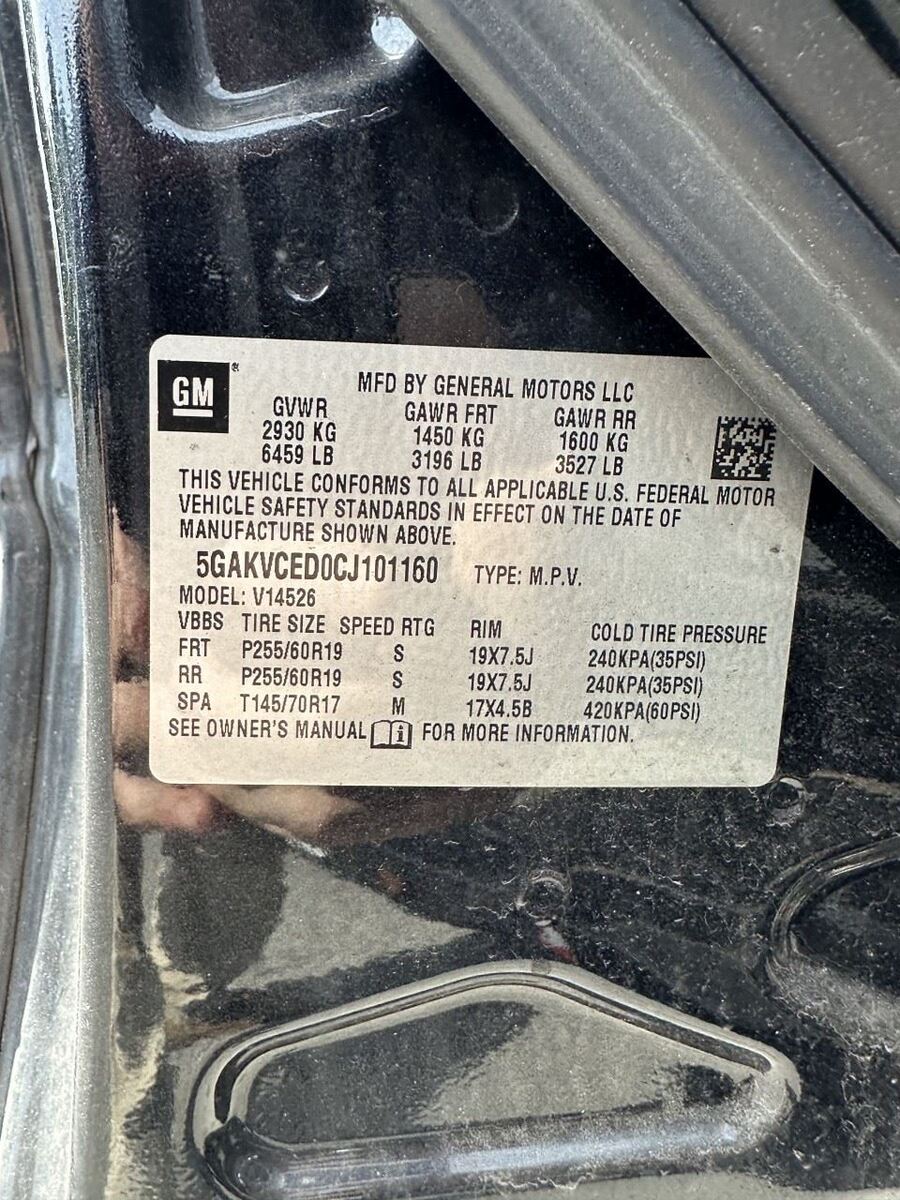 GM
MFD BY GENERAL MOTORS LLC
GVWR GAWR FRT GAWR RR
2930 KG 1450 KG 1600 KG
6459 LB 3196 LB 3527 LB
THIS VEHICLE CONFORMS TO ALL APPLICABLE U.S. FEDERAL MOTOR
VEHICLE SAFETY STANDARDS IN EFFECT ON THE DATE OF
MANUFACTURE SHOWN ABOVE.
5GAKVCED0CJ101160 TYPE: M.P.V.
MODEL: V14526
VBBS TIRE SIZE SPEED RTG RIM COLD TIRE PRESSURE
FRT P255/60R19 S 19X7.5J 240KPA(35PSI)
RR P255/60R19 S 19X7.5J 240KPA(35PSI)
SPA T145/70R17 M 17X4.5B 420KPA(60PSI)
SEE OWNER'S MANUAL i FOR MORE INFORMATION.